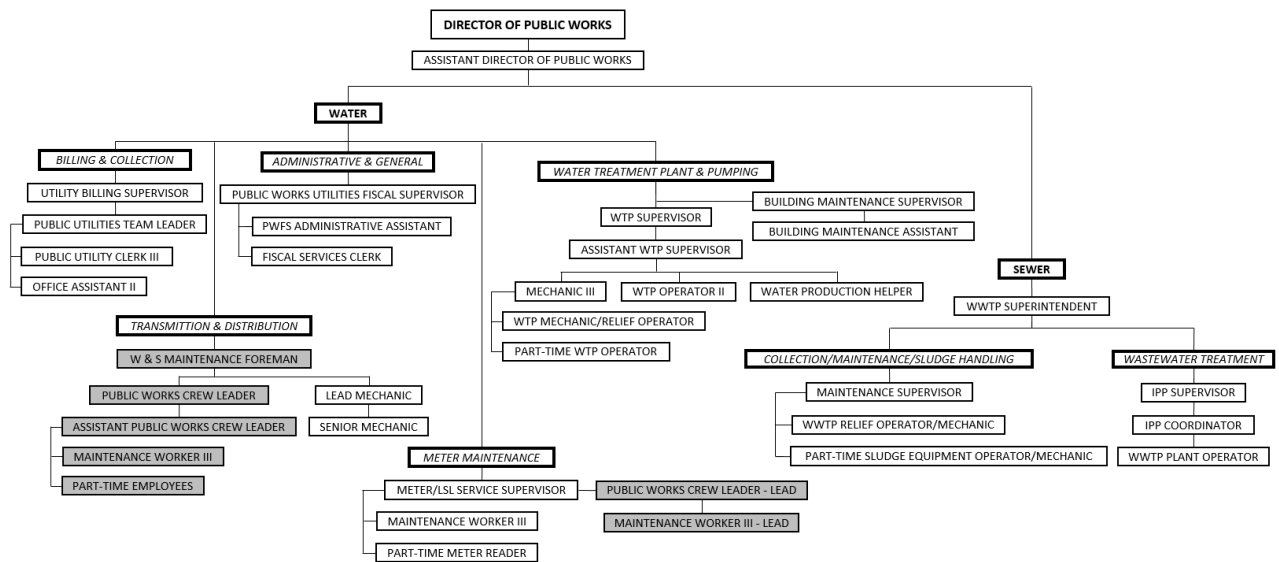 DIRECTOR OF PUBLIC WORKS
ASSISTANT DIRECTOR OF PUBLIC WORKS
WATER
BILLING & COLLECTION
UTILITY BILLING SUPERVISOR
PUBLIC UTILITIES TEAM LEADER
PUBLIC UTILITY CLERK III
OFFICE ASSISTANT II
TRANSMITTION & DISTRIBUTION
W & S MAINTENANCE FOREMAN
PUBLIC WORKS CREW LEADER
ASSISTANT PUBLIC WORKS CREW LEADER
MAINTENANCE WORKER III
PART-TIME EMPLOYEES
LEAD MECHANIC
SENIOR MECHANIC
ADMINISTRATIVE & GENERAL
PUBLIC WORKS UTILITIES FISCAL SUPERVISOR
PWFS ADMINISTRATIVE ASSISTANT
FISCAL SERVICES CLERK
METER MAINTENANCE
METER/LSL SERVICE SUPERVISOR
MAINTENANCE WORKER III
PART-TIME METER READER
PUBLIC WORKS CREW LEADER - LEAD
MAINTENANCE WORKER III - LEAD
WATER TREATMENT PLANT & PUMPING
WTP SUPERVISOR
BUILDING MAINTENANCE SUPERVISOR
BUILDING MAINTENANCE ASSISTANT
ASSISTANT WTP SUPERVISOR
MECHANIC III
WTP OPERATOR II
WATER PRODUCTION HELPER
WTP MECHANIC/RELIEF OPERATOR
PART-TIME WTP OPERATOR
SEWER
WWTP SUPERINTENDENT
COLLECTION/MAINTENANCE/SLUDGE HANDLING
MAINTENANCE SUPERVISOR
WWTP RELIEF OPERATOR/MECHANIC
PART-TIME SLUDGE EQUIPMENT OPERATOR/MECHANIC
WASTEWATER TREATMENT
IPP SUPERVISOR
IPP COORDINATOR
WWTP PLANT OPERATOR